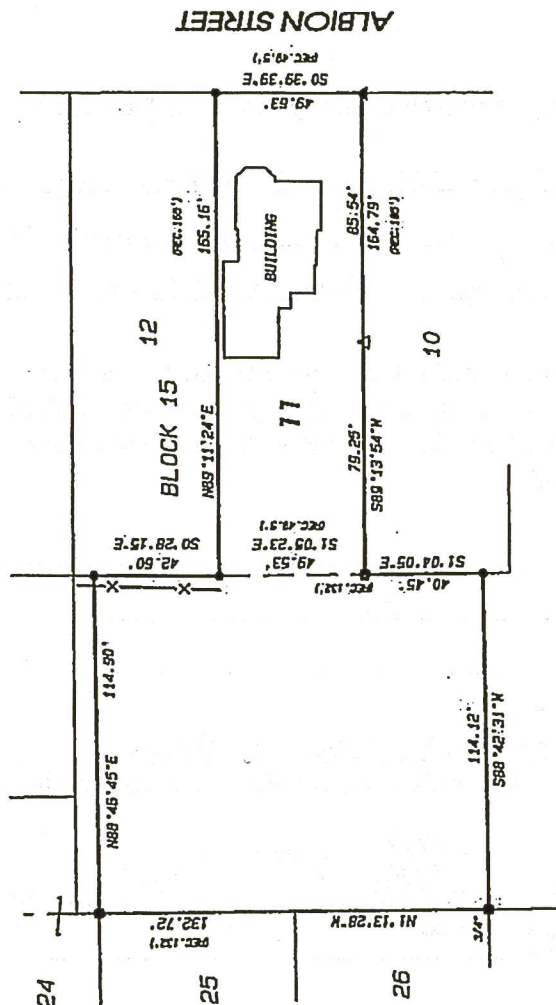 ALBION STREET
(REC. 49.5')
S0°39'39"E
49.63'
(REC. 165')
165.16'
N89°11'24"E
12
BLOCK 15
BUILDING
11
85.54'
164.79'
(REC. 165')
79.25'
S89°13'54"W
10
S0°28'15"E
42.60'
(REC. 49.5')
S1°05'23"E
49.53'
(REC. 132')
S1°04'05"E
40.45'
114.90'
N88°46'45"E
114.12'
S88°42'31"W
(REC. 132')
132.72'
N1°13'28"W
3/4"
24
25
26